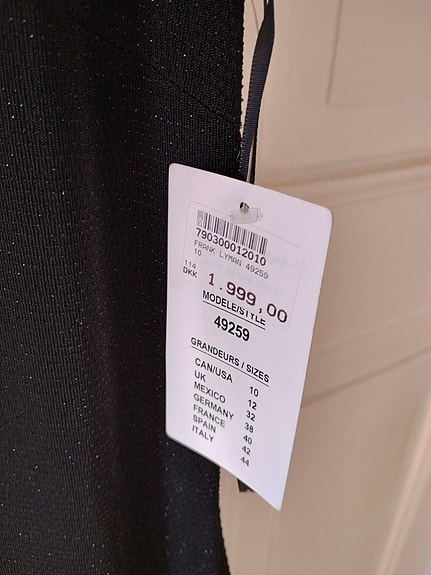 790300012010
FRANK LYMAN 49259
10
114
DKK 1.999,00
MODELE/STYLE
49259
GRANDEURS / SIZES
CAN/USA 10
UK 12
MEXICO 32
GERMANY 38
FRANCE 40
SPAIN 42
ITALY 44